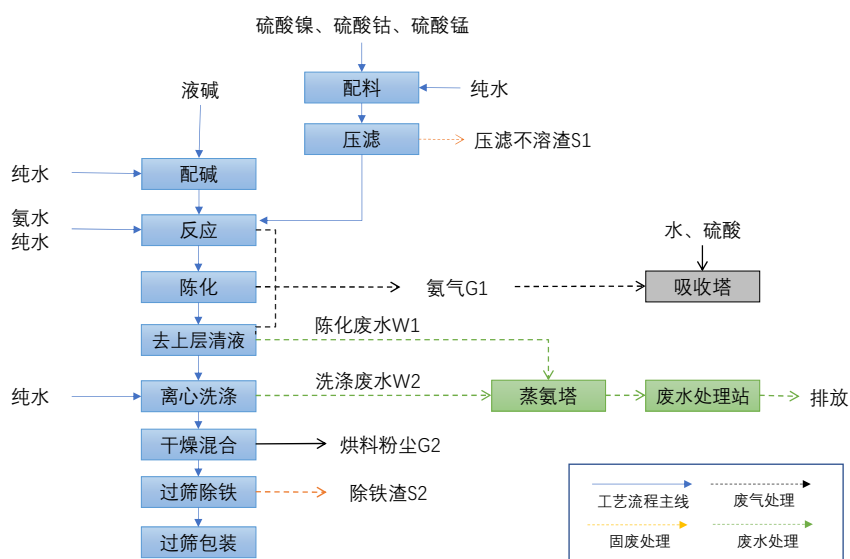 硫酸镍、硫酸钴、硫酸锰
配料
纯水
液碱
压滤
压滤不溶渣S1
纯水
配碱
氨水
纯水
反应
水、硫酸
陈化
氨气G1
吸收塔
去上层清液
陈化废水W1
纯水
离心洗涤
洗涤废水W2
蒸氨塔
废水处理站
排放
干燥混合
烘料粉尘G2
过筛除铁
除铁渣S2
过筛包装
工艺流程主线
废气处理
固废处理
废水处理